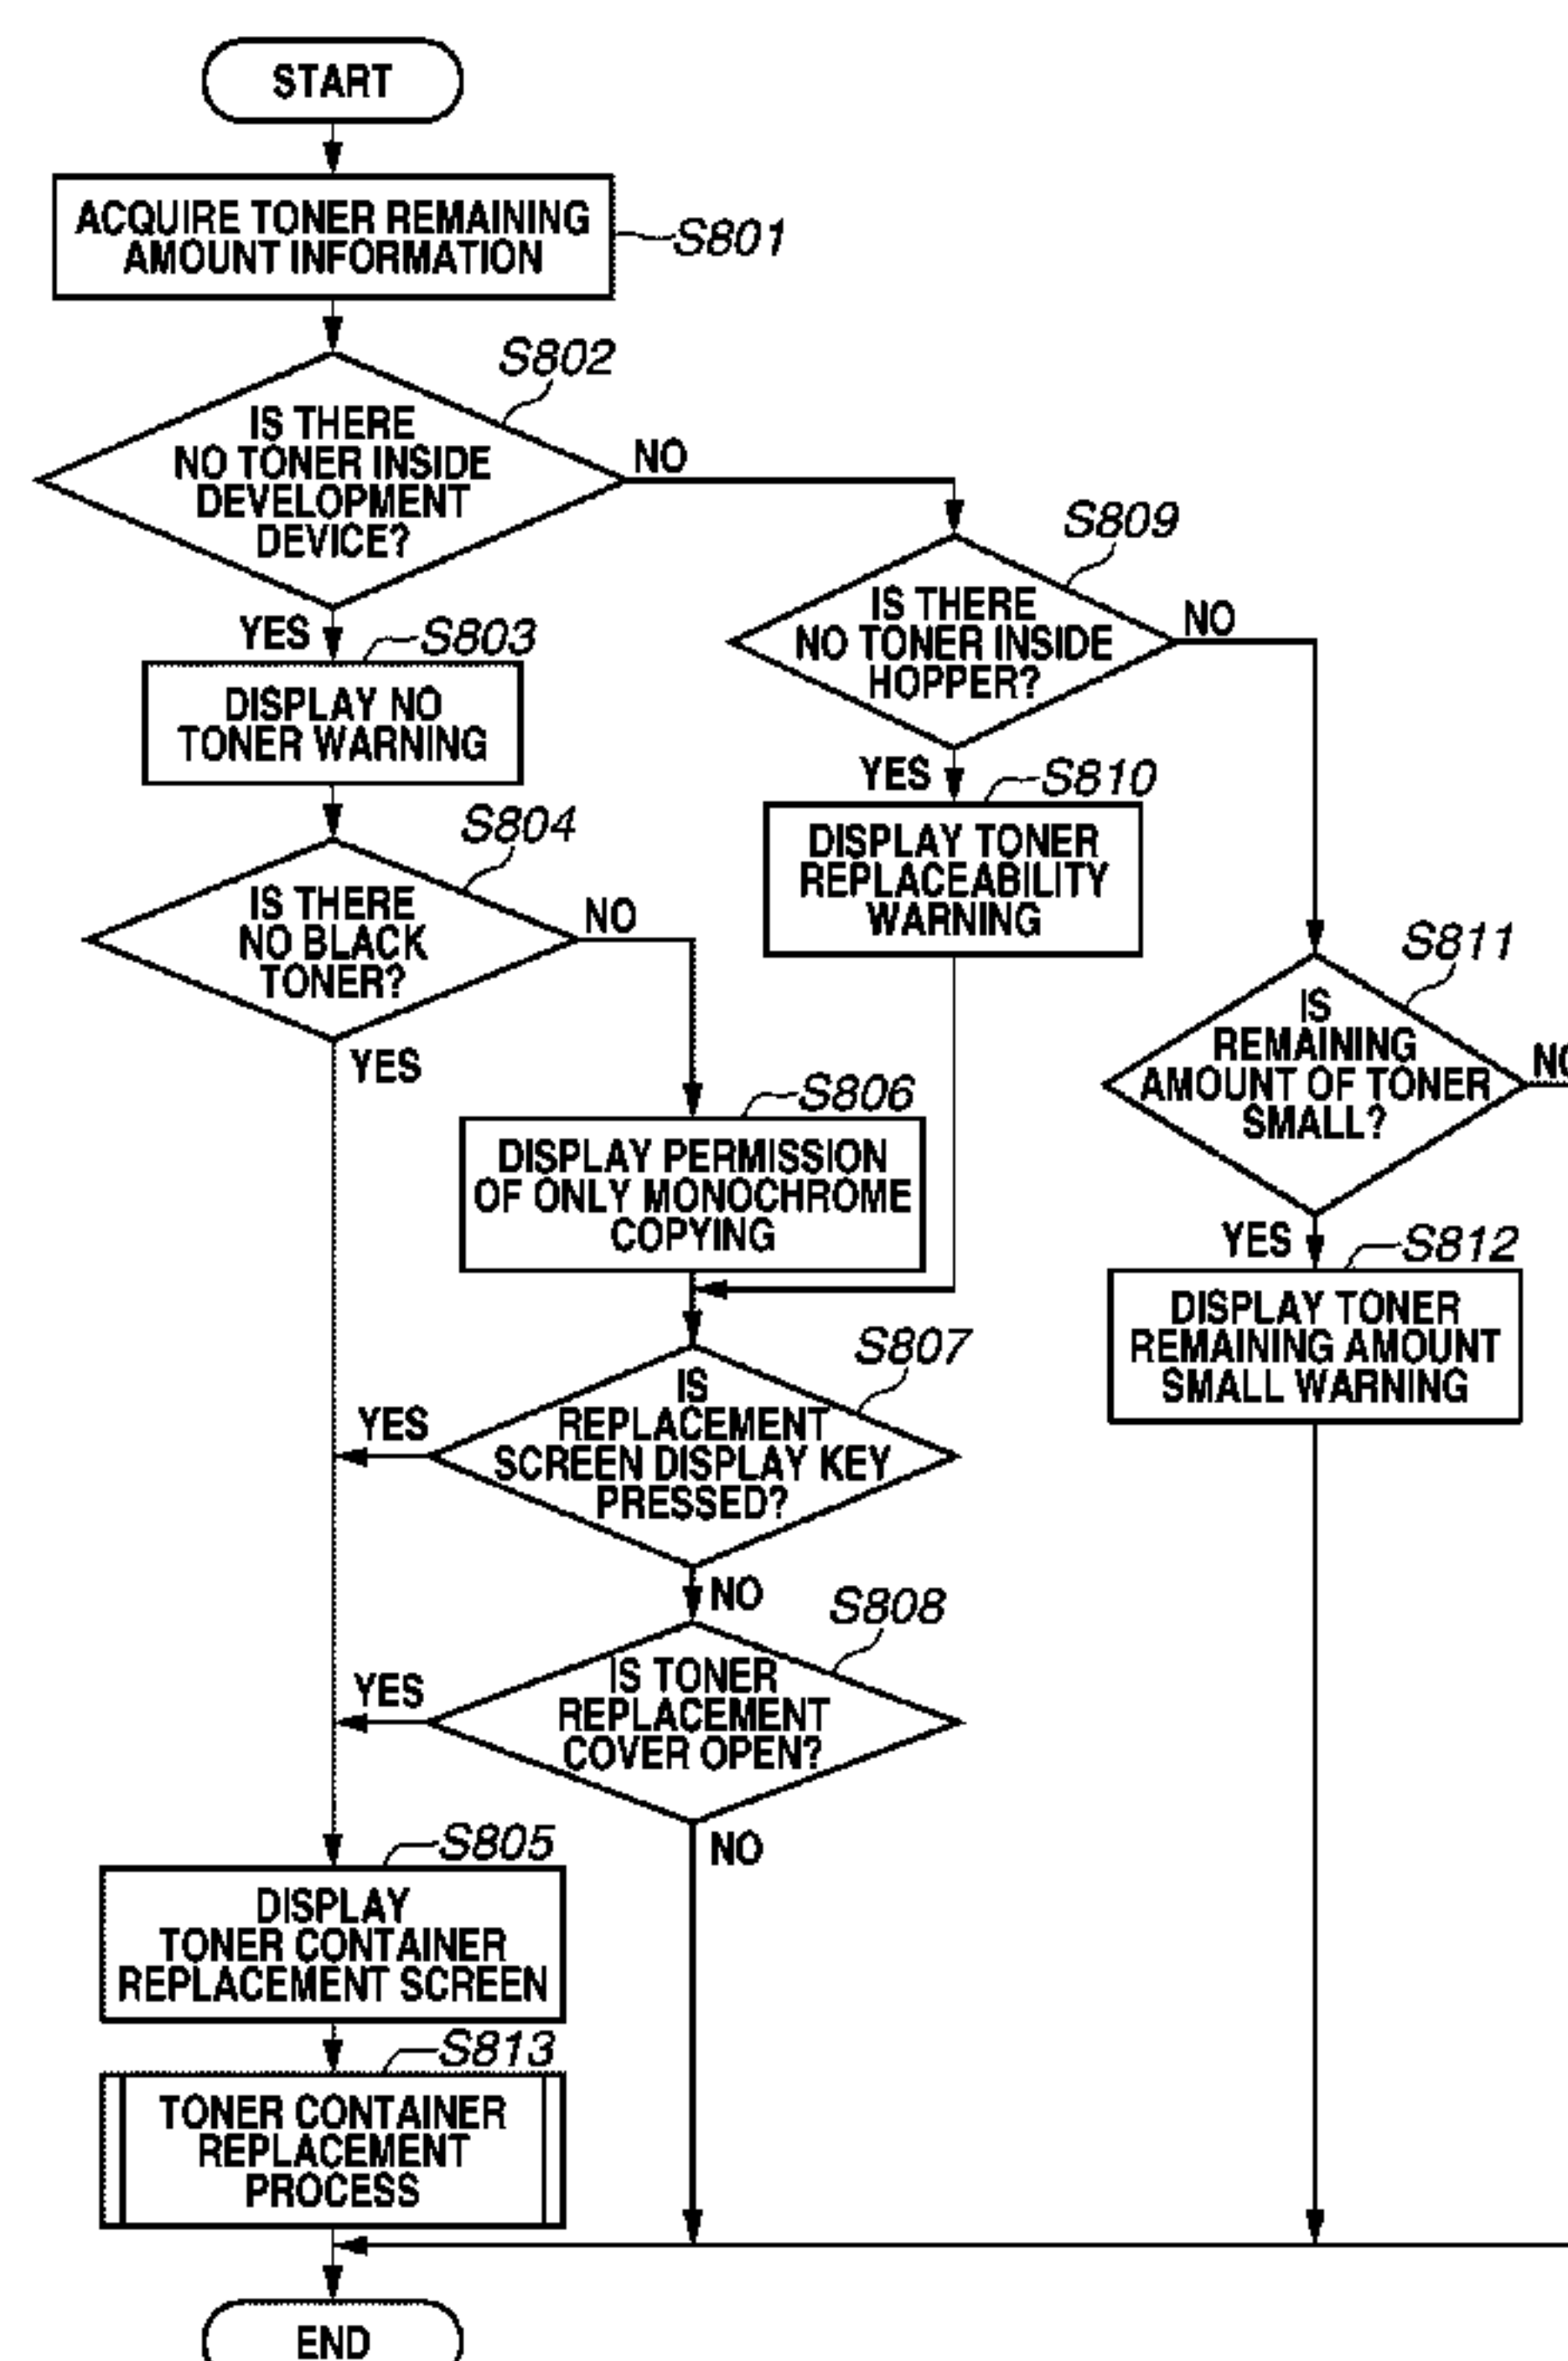 START
ACQUIRE TONER REMAINING
AMOUNT INFORMATION
S801
S802
IS THERE
NO TONER INSIDE
DEVELOPMENT
DEVICE?
NO
YES
S803
DISPLAY NO
TONER WARNING
S804
IS THERE
NO BLACK
TONER?
NO
YES
S809
IS THERE
NO TONER INSIDE
HOPPER?
NO
YES
S810
DISPLAY TONER
REPLACEABILITY
WARNING
S811
IS
REMAINING
AMOUNT OF TONER
SMALL?
NO
YES
S812
DISPLAY TONER
REMAINING AMOUNT
SMALL WARNING
S806
DISPLAY PERMISSION
OF ONLY MONOCHROME
COPYING
S807
IS
REPLACEMENT
SCREEN DISPLAY KEY
PRESSED?
YES
NO
S808
IS TONER
REPLACEMENT
COVER OPEN?
YES
NO
S805
DISPLAY
TONER CONTAINER
REPLACEMENT SCREEN
S813
TONER CONTAINER
REPLACEMENT
PROCESS
END